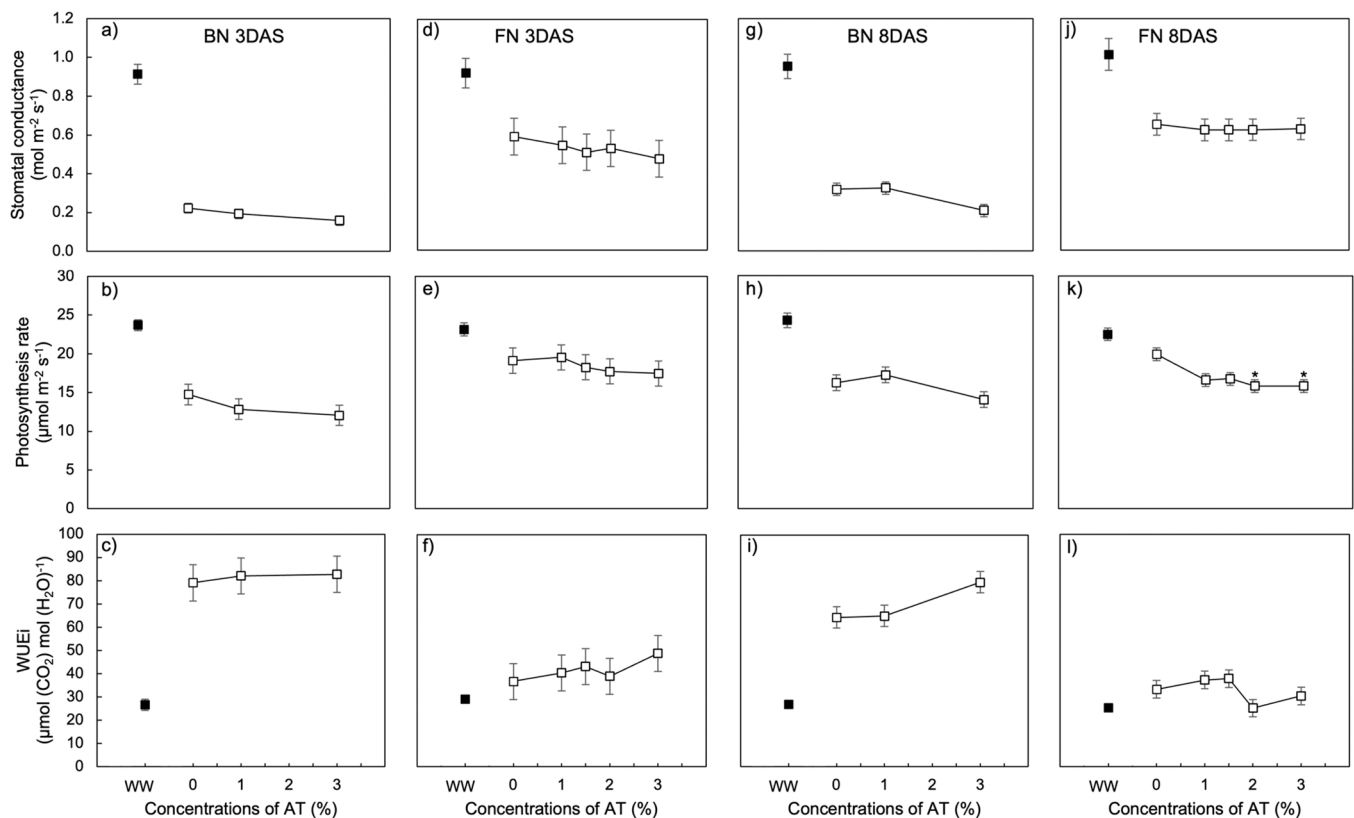 a) BN 3DAS
d) FN 3DAS
g) BN 8DAS
j) FN 8DAS
Stomatal conductance
(mol m⁻² s⁻¹)
1.2
1.0
0.8
0.6
0.4
0.2
0.0
b)
e)
h)
k)
Photosynthesis rate
(µmol m⁻² s⁻¹)
30
25
20
15
10
5
0
* *
c)
f)
i)
l)
WUEi
(µmol (CO₂) mol (H₂O)⁻¹
100
90
80
70
60
50
40
30
20
10
0
WW 0 1 2 3
WW 0 1 2 3
WW 0 1 2 3
WW 0 1 2 3
Concentrations of AT (%)
Concentrations of AT (%)
Concentrations of AT (%)
Concentrations of AT (%)